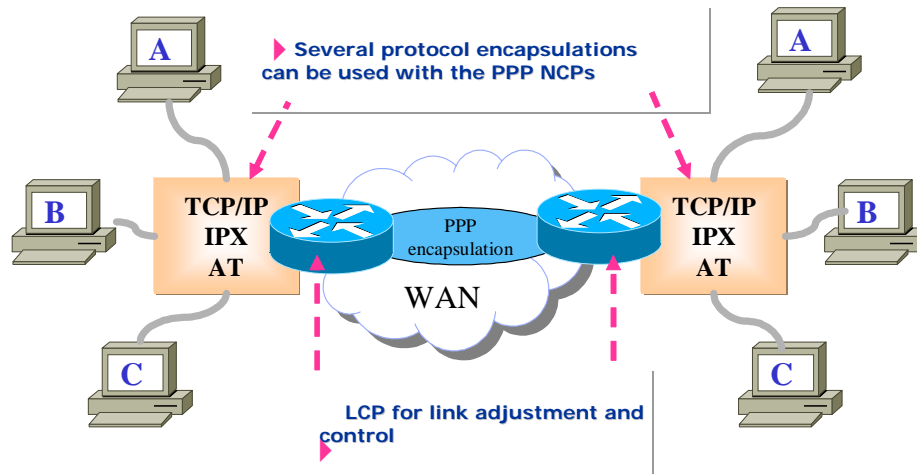 A
Several protocol encapsulations
can be used with the PPP NCPs
A
B
TCP/IP
IPX
AT
PPP
encapsulation
WAN
TCP/IP
IPX
AT
B
C
LCP for link adjustment and
control
C